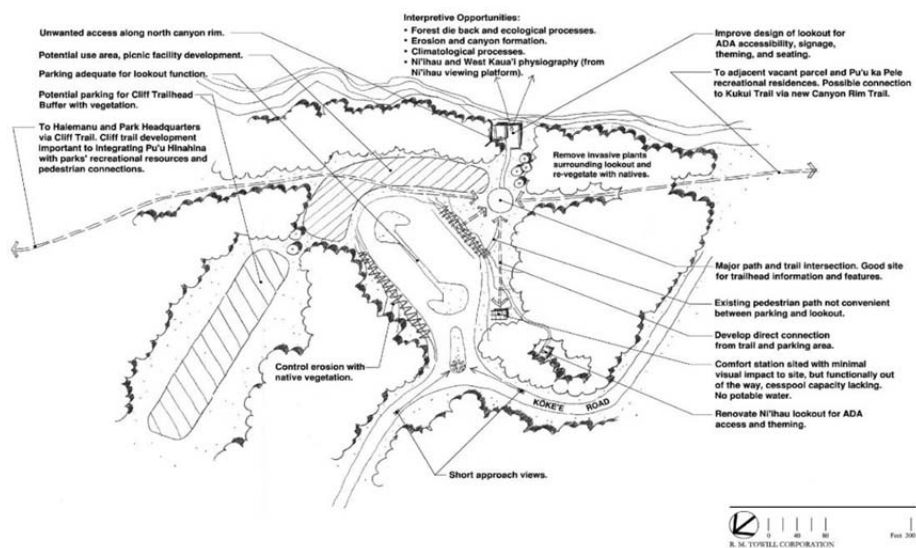 Unwanted access along north canyon rim.
Potential use area, picnic facility development.
Parking adequate for lookout function.
Potential parking for Cliff Trailhead
Buffer with vegetation.
To Haiemanu and Park Headquarters
via Cliff Trail. Cliff trail development
important to integrating Pu'u Hinahina
with parks' recreational resources and
pedestrian connections.
Interpretive Opportunities:
• Forest die back and ecological processes.
• Erosion and canyon formation.
• Climatological processes.
• Ni'ihau and West Kaua'i physiography (from
Ni'ihau viewing platform).
Improve design of lookout for
ADA accessibility, signage,
theming, and seating.
To adjacent vacant parcel and Pu'u ka Pele
recreational residences. Possible connection
to Kukui Trail via new Canyon Rim Trail.
Remove invasive plants
surrounding lookout and
re-vegetate with natives.
Major path and trail intersection. Good site
for trailhead information and features.
Existing pedestrian path not convenient
between parking and lookout.
Develop direct connection
from trail and parking area.
Comfort station sited with minimal
visual impact to site, but functionally out
of the way, cesspool capacity lacking.
No potable water.
Renovate Ni'ihau lookout for ADA
access and theming.
Control erosion with
native vegetation.
KŌKE'E ROAD
Short approach views.
0 40 80 Feet 200
R. M. TOWILL CORPORATION